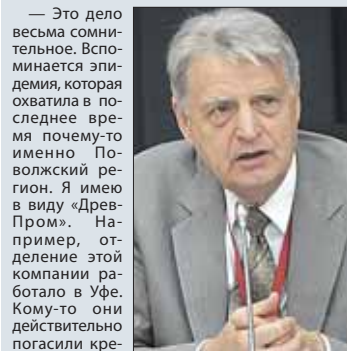 — Это дело
весьма сомни-
тельное. Вспо-
минается эпи-
демия, которая
охватила в по-
следнее вре-
мя почему-то
именно По-
волжский ре-
гион. Я имею
в виду «Древ-
Пром». На-
пример, от-
деление этой
компании ра-
ботало в Уфе.
Кому-то они
действительно
погасили кре-